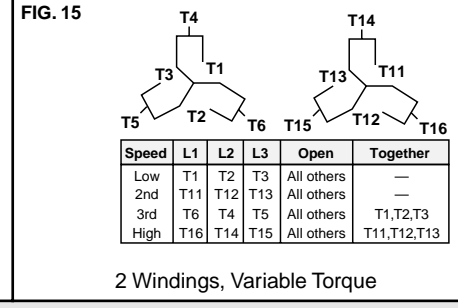 FIG. 15
T4 T14
T3 T1 T13 T11
T5 T2 T6 T15 T12 T16
Speed L1 L2 L3 Open Together
Low T1 T2 T3 All others —
2nd T11 T12 T13 All others —
3rd T6 T4 T5 All others T1,T2,T3
High T16 T14 T15 All others T11,T12,T13
2 Windings, Variable Torque